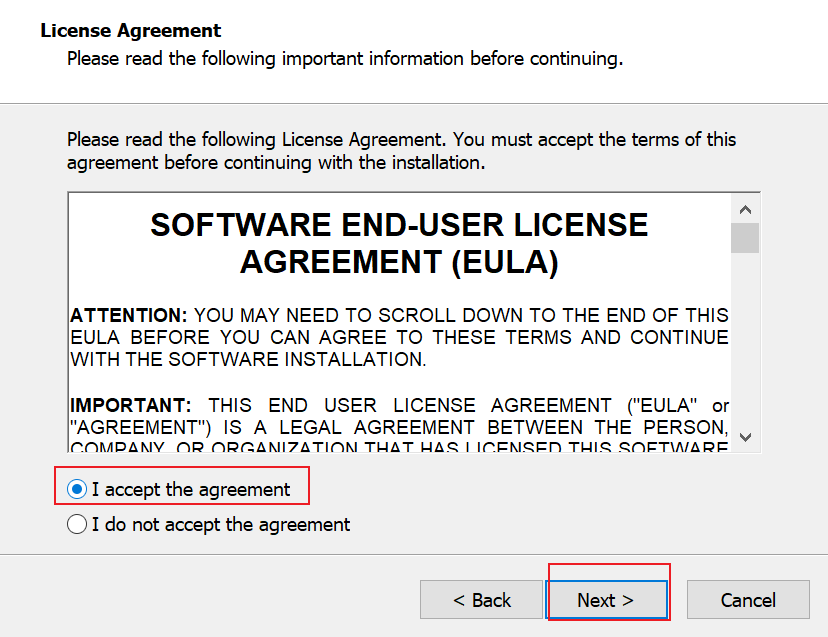 License Agreement
Please read the following important information before continuing.
Please read the following License Agreement. You must accept the terms of this
agreement before continuing with the installation.
SOFTWARE END-USER LICENSE
AGREEMENT (EULA)
ATTENTION: YOU MAY NEED TO SCROLL DOWN TO THE END OF THIS
EULA BEFORE YOU CAN AGREE TO THESE TERMS AND CONTINUE
WITH THE SOFTWARE INSTALLATION.
IMPORTANT: THIS END USER LICENSE AGREEMENT ("EULA" or
"AGREEMENT") IS A LEGAL AGREEMENT BETWEEN THE PERSON,
COMPANY, OR ORGANIZATION THAT HAS LICENSED THIS SOFTWARE
I accept the agreement
I do not accept the agreement
< Back Next > Cancel